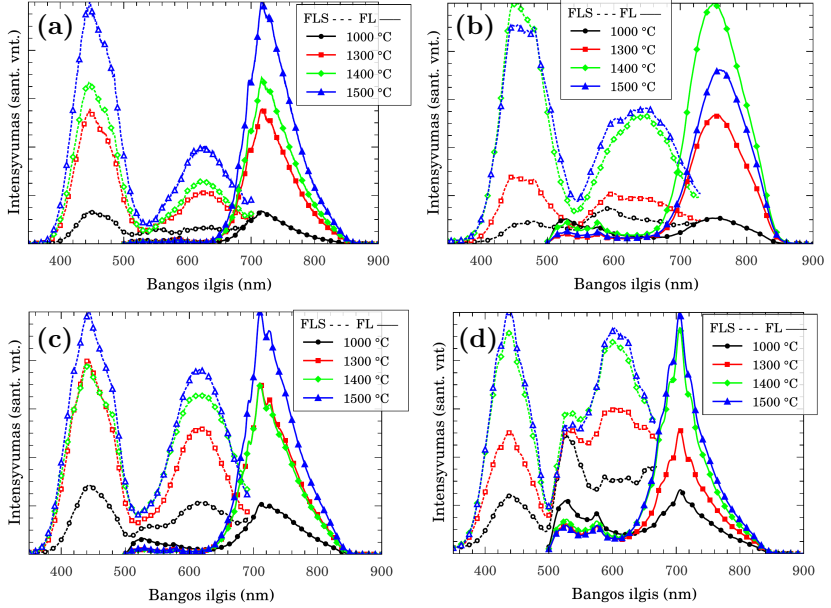 (a)
FLS FL
1000 °C
1300 °C
1400 °C
1500 °C
Intensyvumas (sant. vnt.)
400 500 600 700 800 900
Bangos ilgis (nm)
(b)
FLS FL
1000 °C
1300 °C
1400 °C
1500 °C
Intensyvumas (sant. vnt.)
400 500 600 700 800 900
Bangos ilgis (nm)
(c)
FLS FL
1000 °C
1300 °C
1400 °C
1500 °C
Intensyvumas (sant. vnt.)
400 500 600 700 800 900
Bangos ilgis (nm)
(d)
FLS FL
1000 °C
1300 °C
1400 °C
1500 °C
Intensyvumas (sant. vnt.)
400 500 600 700 800 900
Bangos ilgis (nm)